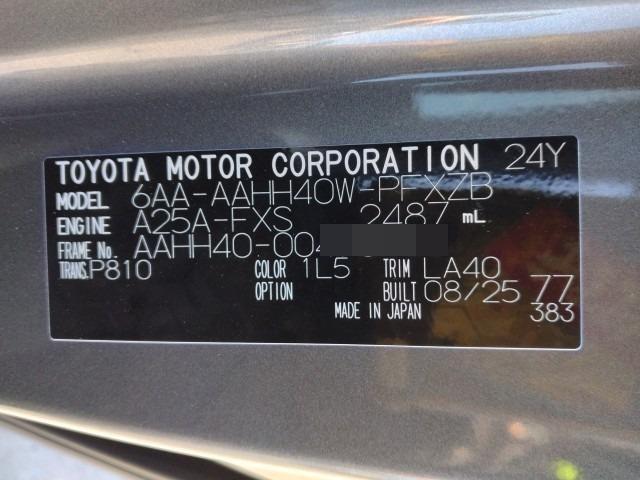 TOYOTA MOTOR CORPORATION 24Y
MODEL 6AA-AAHH40W-PFXZB
ENGINE A25A-FXS 2487 mL
FRAME No. AAHH40-004
TRANS. P810 COLOR 1L5 TRIM LA40
OPTION BUILT 08/25 77
MADE IN JAPAN 383